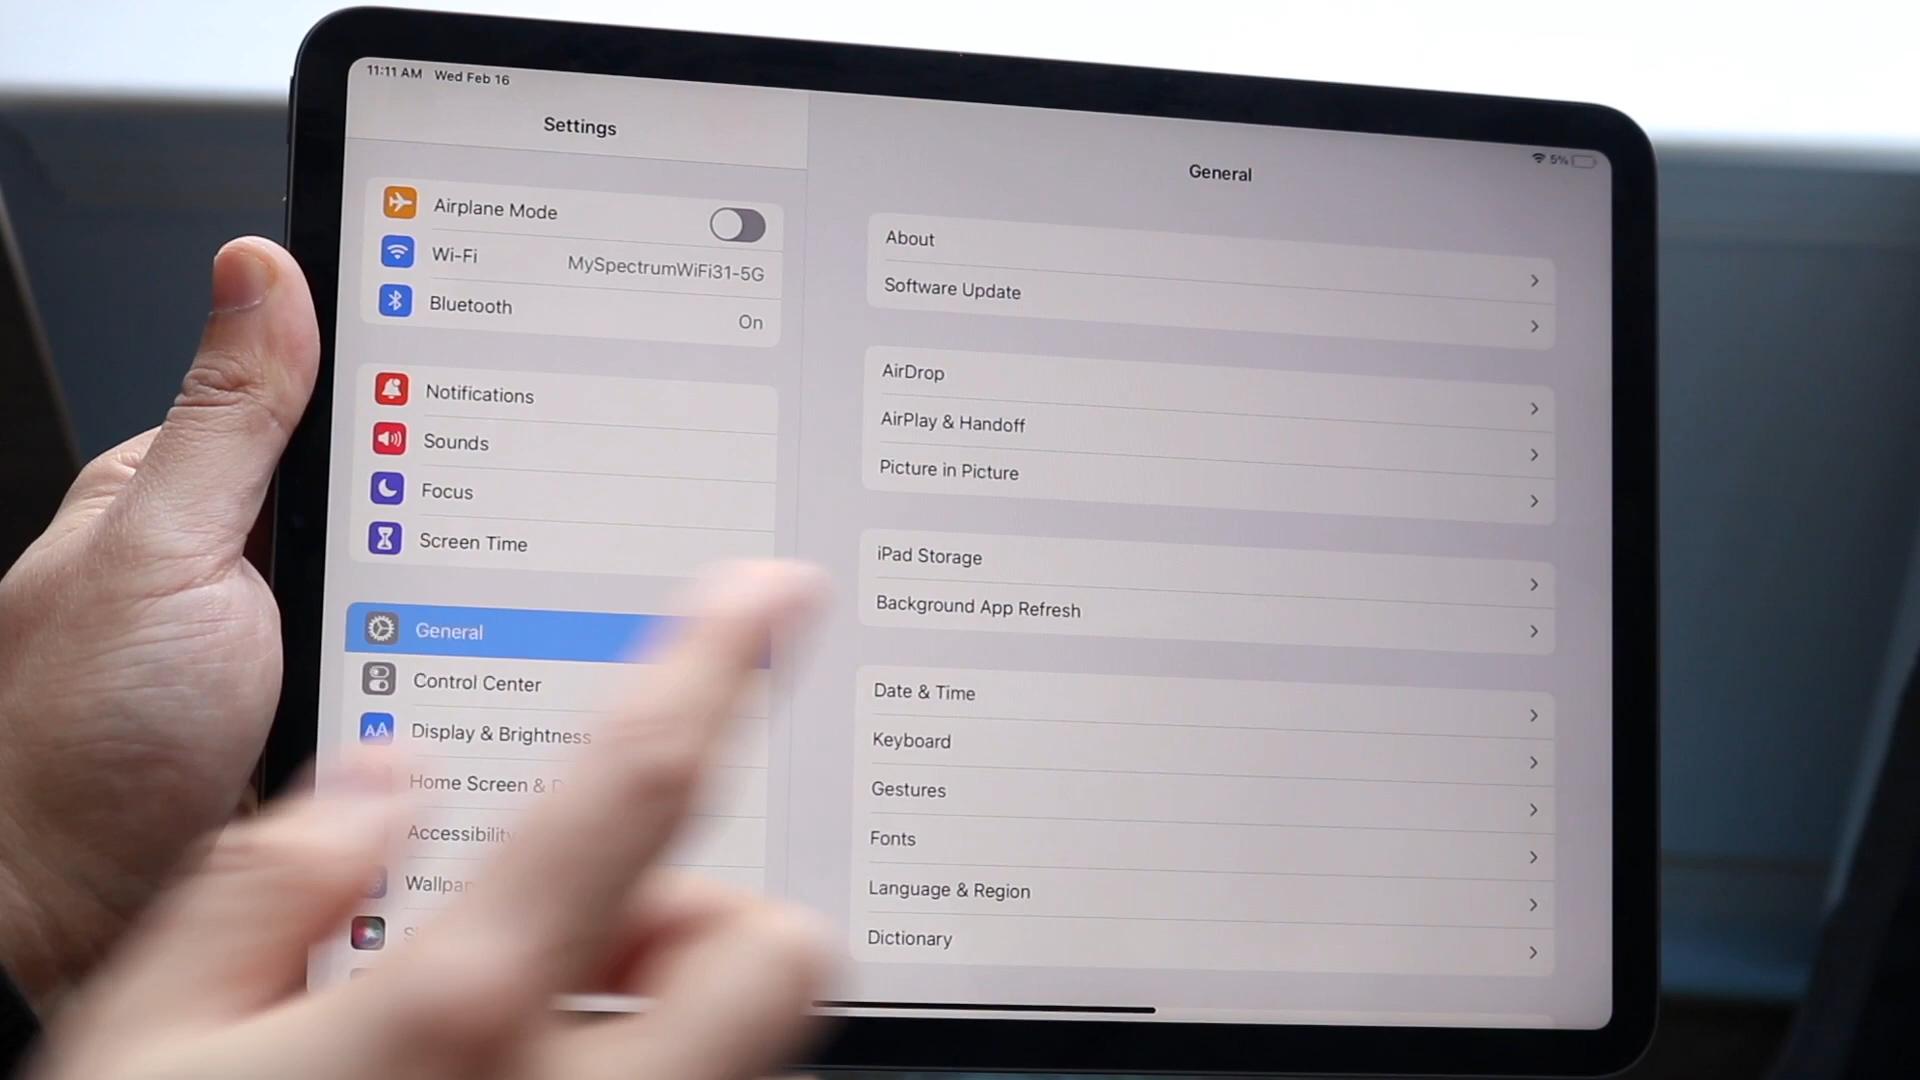 11:11 AM Wed Feb 16
5%
Settings
Airplane Mode
Wi-Fi MySpectrumWiFi31-5G
Bluetooth On
Notifications
Sounds
Focus
Screen Time
General
Control Center
Display & Brightness
Home Screen &
Accessibility
General
About
Software Update
AirDrop
AirPlay & Handoff
Picture in Picture
iPad Storage
Background App Refresh
Date & Time
Keyboard
Gestures
Fonts
Language & Region
Dictionary